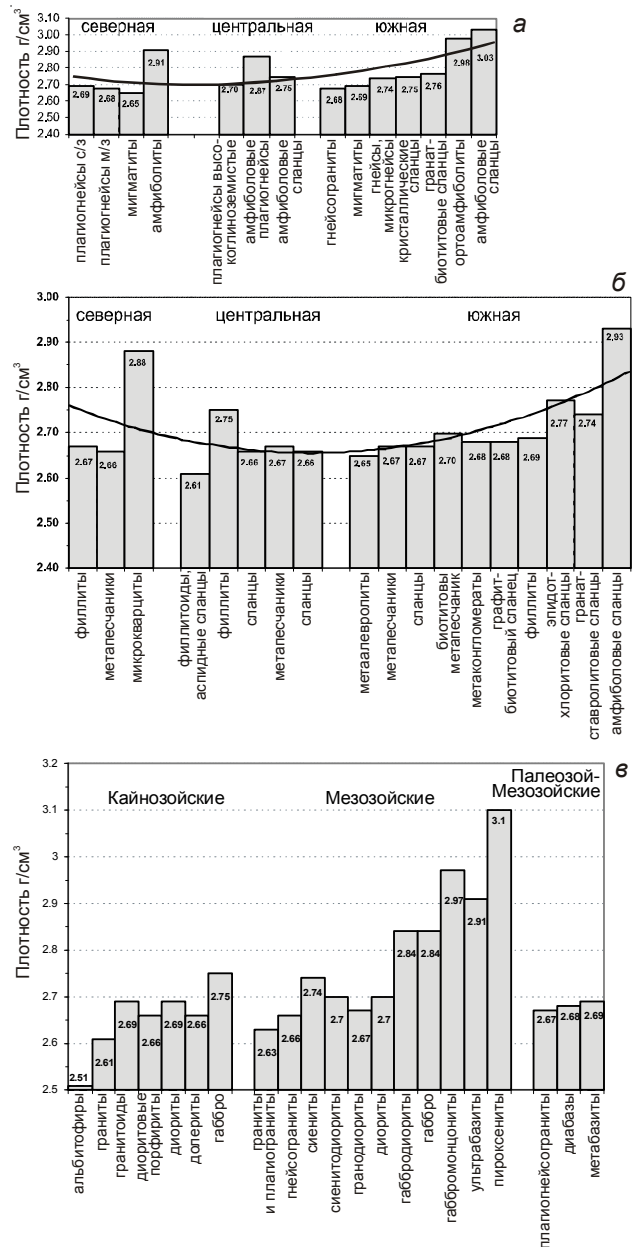 а
северная центральная южная
Плотность г/см³
3.10
3.00
2.90
2.80
2.70
2.60
2.50
2.40
2.69 2.68 2.65 2.91 2.70 2.87 2.75 2.68 2.69 2.74 2.75 2.76 2.98 3.03
плагиогнейсы с/з
плагиогнейсы м/з
мигматиты
амфиболиты
плагиогнейсы высо-
коглиноземистые
амфиболовые
плагиогнейсы
амфиболовые
сланцы
гнейсограниты
мигматиты
гнейсы,
микрогнейсы
кристаллические
сланцы
гранат-
биотитовые сланцы
ортоамфиболиты
амфиболовые
сланцы
б
северная центральная южная
Плотность г/см³
3.00
2.90
2.80
2.70
2.60
2.50
2.40
2.67 2.66 2.88 2.61 2.75 2.66 2.67 2.66 2.65 2.67 2.67 2.70 2.68 2.68 2.69 2.77 2.74 2.93
филлиты
метапесчаники
микрокварциты
филлитоиды,
аспидные сланцы
филлиты
сланцы
метапесчаники
сланцы
метаалевролиты
метапесчаники
сланцы
биотитовы
метапесчаник
метаконгломераты
графит-
биотитовый сланец
филлиты
эпидот-
хлоритовые сланцы
гранат-
ставролитовые сланцы
амфиболовые сланцы
в
Кайнозойские Мезозойские Палеозой-
Мезозойские
Плотность г/см³
3.2
3.1
3
2.9
2.8
2.7
2.6
2.5
2.51 2.61 2.69 2.66 2.69 2.66 2.75 2.63 2.66 2.74 2.7 2.67 2.7 2.84 2.84 2.97 2.91 3.1 2.67 2.68 2.69
альбитофиры
граниты
гранитоиды
диоритовые
порфириты
диориты
долериты
габбро
граниты
и плагиограниты
гнейсограниты
сиениты
сиенитодиориты
гранодиориты
диориты
габбродиориты
габбро
габбромонцониты
ультрабазиты
пироксениты
плагиогнейсограниты
диабазы
метабазиты